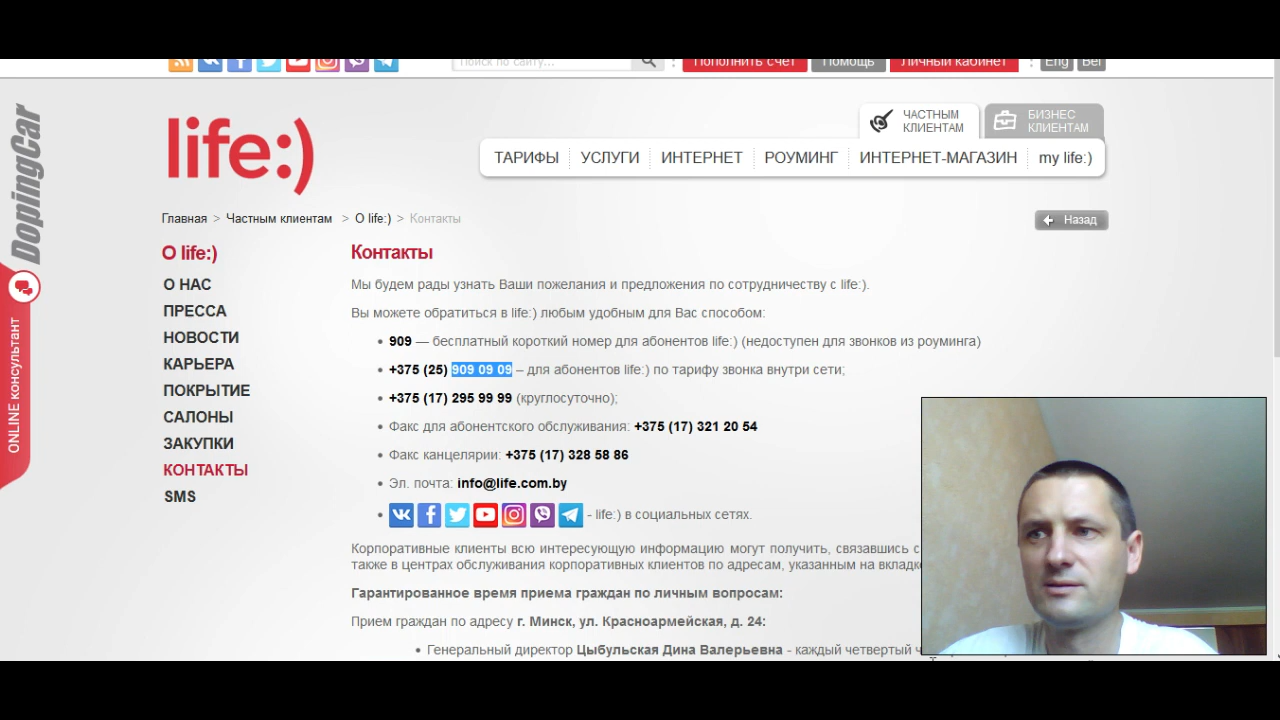 Поиск по сайту...
Пополнить счет
Помощь
Личный кабинет
Eng
Bel
DopingCar
life:)
ЧАСТНЫМ
КЛИЕНТАМ
БИЗНЕС
КЛИЕНТАМ
ТАРИФЫ
УСЛУГИ
ИНТЕРНЕТ
РОУМИНГ
ИНТЕРНЕТ-МАГАЗИН
my life:)
Главная > Частным клиентам > О life:) > Контакты
Назад
О life:)
О НАС
ПРЕССА
НОВОСТИ
КАРЬЕРА
ПОКРЫТИЕ
САЛОНЫ
ЗАКУПКИ
КОНТАКТЫ
SMS
ONLINE консультант
Контакты
Мы будем рады узнать Ваши пожелания и предложения по сотрудничеству с life:).
Вы можете обратиться в life:) любым удобным для Вас способом:
• 909 — бесплатный короткий номер для абонентов life:) (недоступен для звонков из роуминга)
• +375 (25) 909 09 09 – для абонентов life:) по тарифу звонка внутри сети;
• +375 (17) 295 99 99 (круглосуточно);
• Факс для абонентского обслуживания: +375 (17) 321 20 54
• Факс канцелярии: +375 (17) 328 58 86
• Эл. почта: info@life.com.by
• - life:) в социальных сетях.
Корпоративные клиенты всю интересующую информацию могут получить, связавшись с
также в центрах обслуживания корпоративных клиентов по адресам, указанным на
Гарантированное время приема граждан по личным вопросам:
Прием граждан по адресу г. Минск, ул. Красноармейская, д. 24:
• Генеральный директор Цыбульская Дина Валерьевна - каждый четвертый